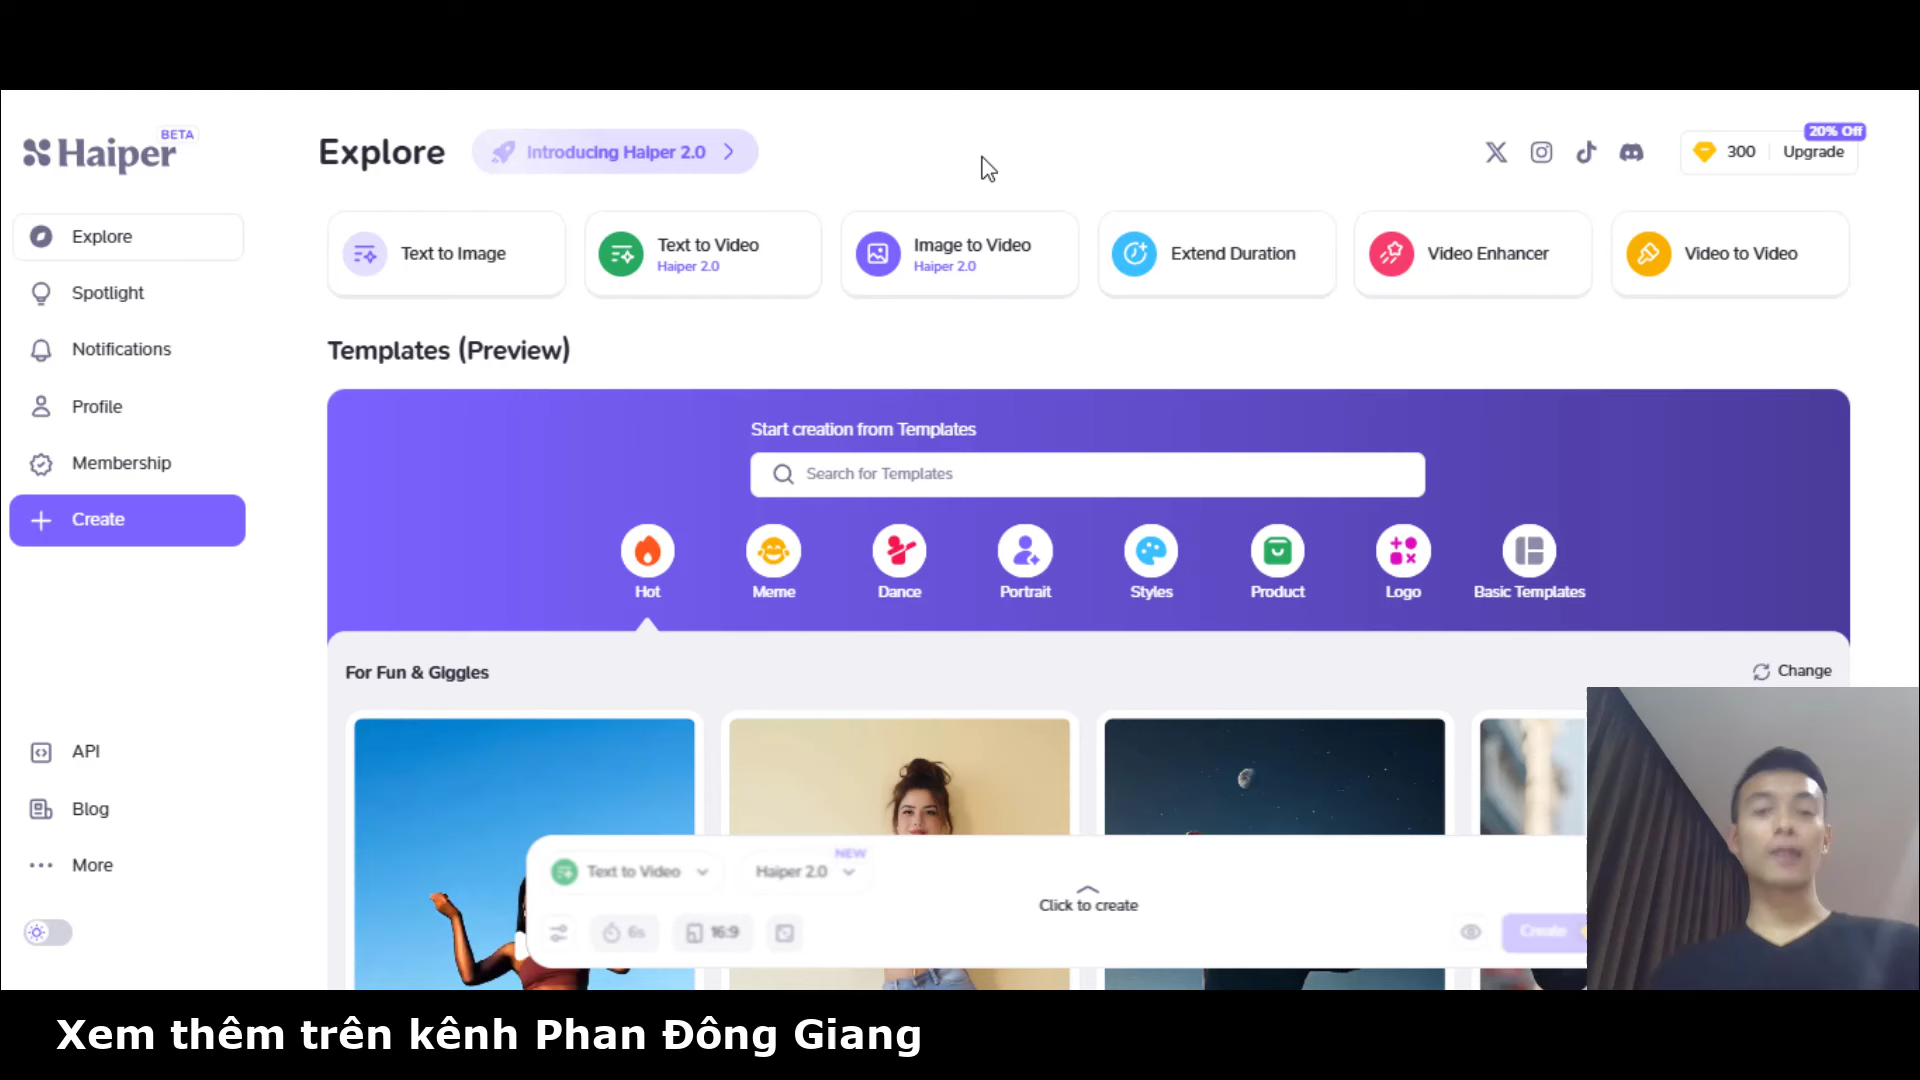 Haiper BETA
Explore
Introducing Haiper 2.0
300
Upgrade
20% Off
Explore
Spotlight
Notifications
Profile
Membership
Create
API
Blog
More
Text to Image
Text to Video
Haiper 2.0
Image to Video
Haiper 2.0
Extend Duration
Video Enhancer
Video to Video
Templates (Preview)
Start creation from Templates
Search for Templates
Hot
Meme
Dance
Portrait
Styles
Product
Logo
Basic Templates
For Fun & Giggles
Change
Text to Video
Haiper 2.0
NEW
Click to create
6s
16:9
Create
Xem thêm trên kênh Phan Đông Giang